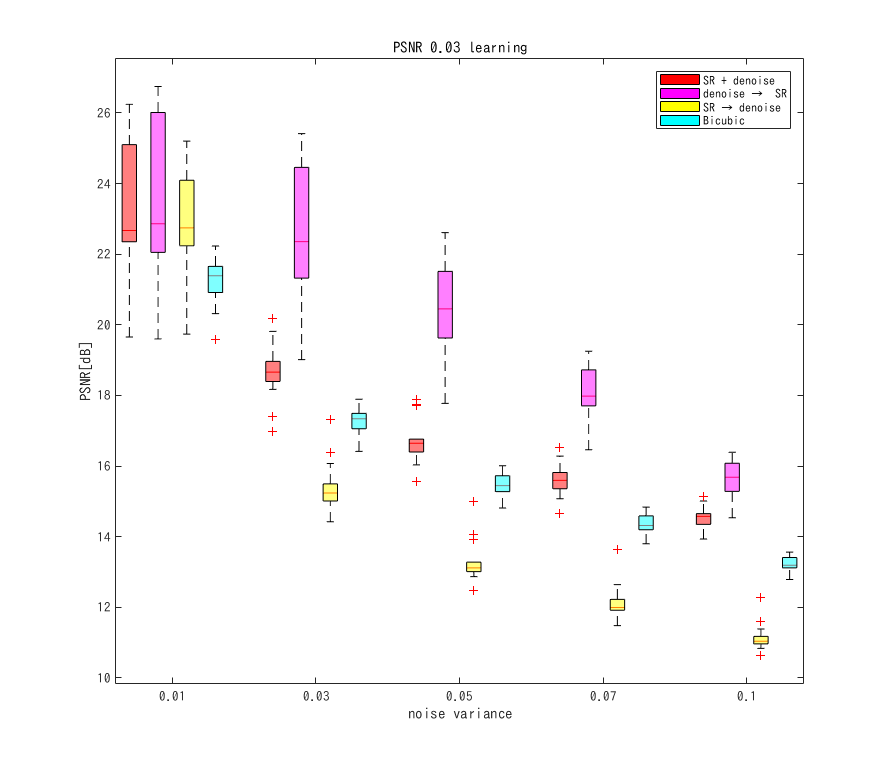 PSNR 0.03 learning
SR + denoise
denoise → SR
SR → denoise
Bicubic
PSNR[dB]
26
24
22
20
18
16
14
12
10
0.01 0.03 0.05 0.07 0.1
noise variance